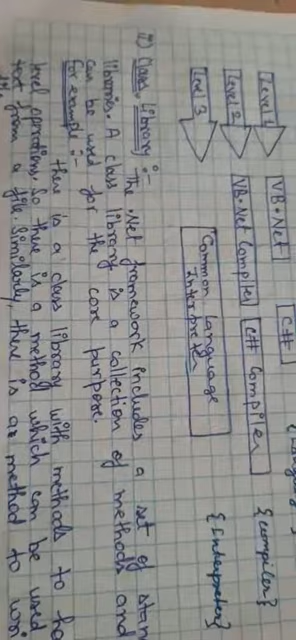 Level 1
VB.Net
C#
Level 2
VB.Net Compiler
C# Compiler
{compiler}
Level 3
Common Language
{Interpreter}
ii) Class Library :-
The Net framework includes a set of
libraries. A class library is a collection of methods and
can be used for the core purpose.
for example :-
there is a class library with methods to
level operations. So there is a method which can be used
text from a file. Similarly, there is a method to